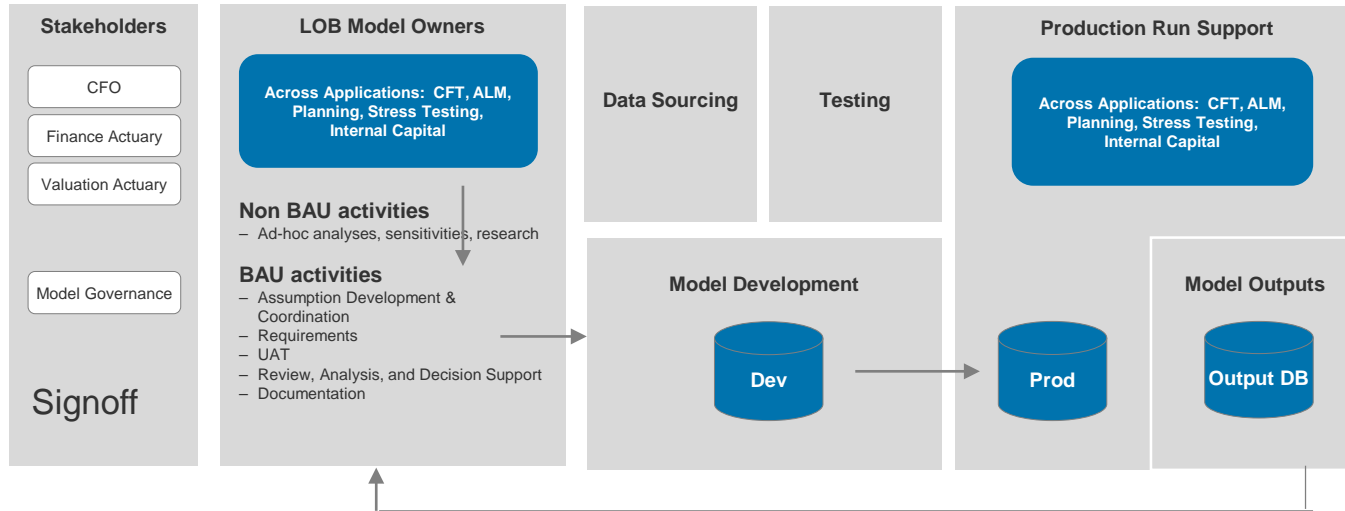 Stakeholders
CFO
Finance Actuary
Valuation Actuary
Model Governance
Signoff
LOB Model Owners
Across Applications: CFT, ALM,
Planning, Stress Testing,
Internal Capital
Non BAU activities
– Ad-hoc analyses, sensitivities, research
BAU activities
– Assumption Development &
Coordination
– Requirements
– UAT
– Review, Analysis, and Decision Support
– Documentation
Data Sourcing
Testing
Model Development
Dev
Production Run Support
Across Applications: CFT, ALM,
Planning, Stress Testing,
Internal Capital
Prod
Model Outputs
Output DB